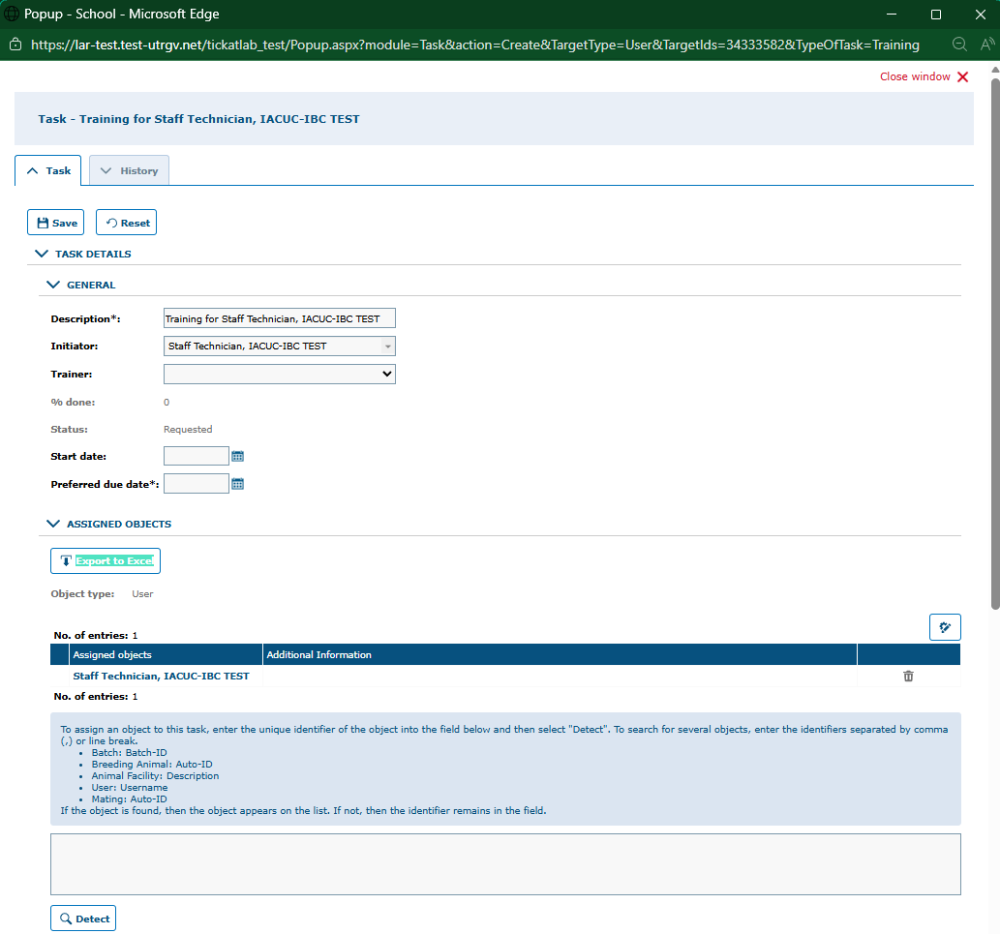 Popup - School - Microsoft Edge
https://lar-test.test-utrgv.net/tickatlab_test/Popup.aspx?module=Task&action=Create&TargetType=User&TargetIds=34333582&TypeOfTask=Training
Close window
Task - Training for Staff Technician, IACUC-IBC TEST
Task History
Save Reset
TASK DETAILS
GENERAL
Description*: Training for Staff Technician, IACUC-IBC TEST
Initiator: Staff Technician, IACUC-IBC TEST
Trainer:
% done: 0
Status: Requested
Start date:
Preferred due date*:
ASSIGNED OBJECTS
Export to Excel
Object type: User
No. of entries: 1
Assigned objects Additional Information
Staff Technician, IACUC-IBC TEST
No. of entries: 1
To assign an object to this task, enter the unique identifier of the object into the field below and then select "Detect". To search for several objects, enter the identifiers separated by comma
(,) or line break.
• Batch: Batch-ID
• Breeding Animal: Auto-ID
• Animal Facility: Description
• User: Username
• Mating: Auto-ID
If the object is found, then the object appears on the list. If not, then the identifier remains in the field.
Detect